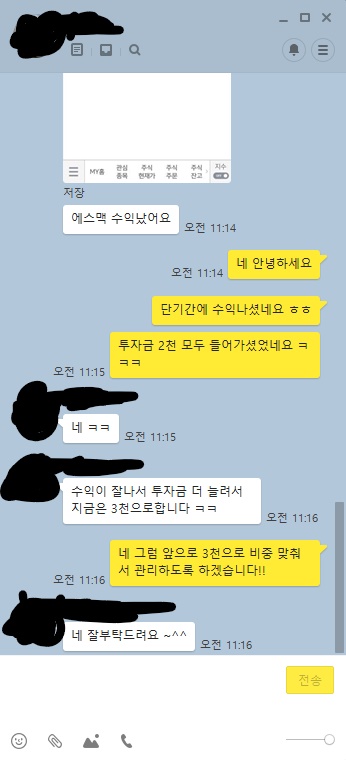 MY홈 관심 주식 주식 주식 지수
종목 현재가 주문 잔고 OFF
저장
에스맥 수익났어요
오전 11:14
네 안녕하세요
오전 11:14
단기간에 수익나셨네요 ㅎㅎ
투자금 2천 모두 들어가셨었네요 ㅋ
ㅋㅋ
오전 11:15
네 ㅋㅋ
오전 11:15
수익이 잘나서 투자금 더 늘려서
지금은 3천으로합니다 ㅋㅋ
오전 11:16
네 그럼 앞으로 3천으로 비중 맞춰
서 관리하도록 하겠습니다!!
오전 11:16
네 잘부탁드려요 ~^^
오전 11:16
전송